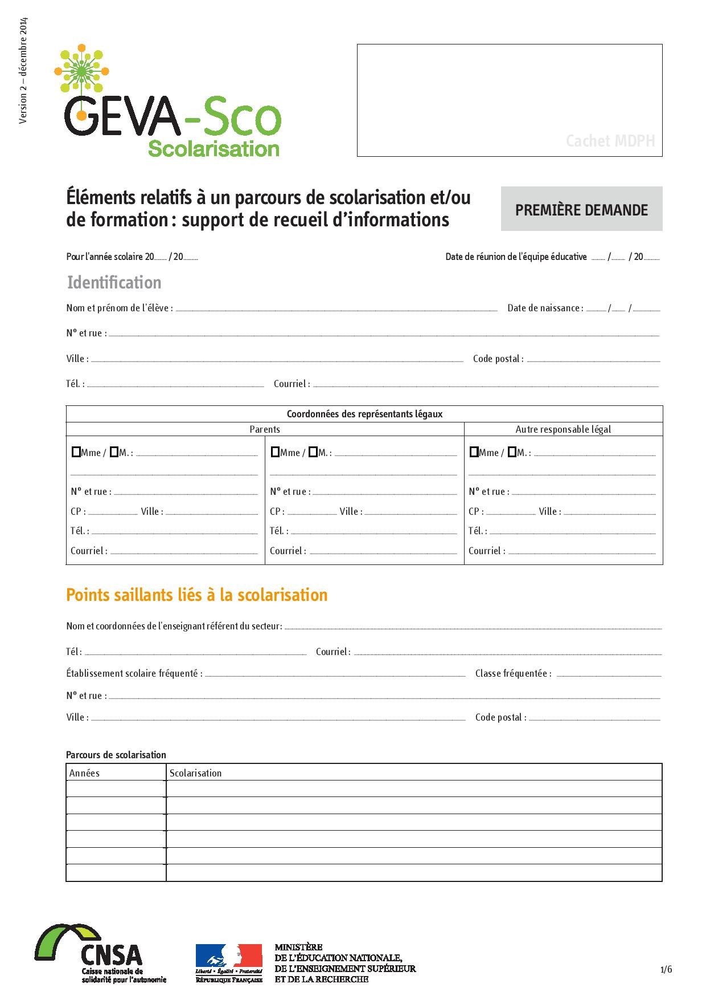 Version 2 – décembre 2014
GEVA-Sco
Scolarisation
Cachet MDPH
Éléments relatifs à un parcours de scolarisation et/ou
de formation : support de recueil d'informations
PREMIÈRE DEMANDE
Pour l'année scolaire 20 / 20 Date de réunion de l'équipe éducative / / 20
Identification
Nom et prénom de l'élève : Date de naissance : / /
N° et rue :
Ville : Code postal :
Tél. : Courriel :
Coordonnées des représentants légaux
Parents Autre responsable légal
Mme / M. : Mme / M. : Mme / M. :
N° et rue : N° et rue : N° et rue :
CP : Ville : CP : Ville : CP : Ville :
Tél. : Tél. : Tél. :
Courriel : Courriel : Courriel :
Points saillants liés à la scolarisation
Nom et coordonnées de l'enseignant référent du secteur :
Tél : Courriel :
Établissement scolaire fréquenté : Classe fréquentée :
N° et rue :
Ville : Code postal :
Parcours de scolarisation
Années Scolarisation
CNSA
Caisse nationale de
solidarité pour l'autonomie
Liberté • Égalité • Fraternité
RÉPUBLIQUE FRANÇAISE
MINISTÈRE
DE L'ÉDUCATION NATIONALE,
DE L'ENSEIGNEMENT SUPÉRIEUR
ET DE LA RECHERCHE
1/6